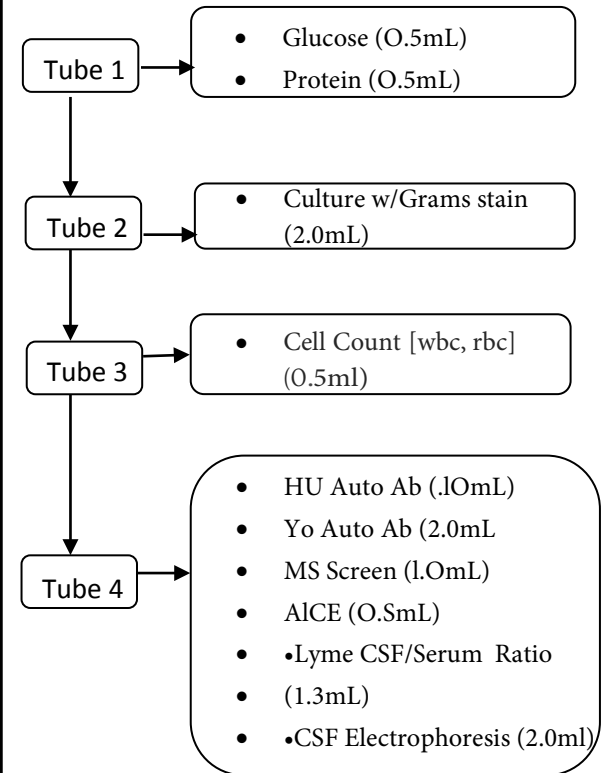 Tube 1
• Glucose (O.5mL)
• Protein (O.5mL)
Tube 2
• Culture w/Grams stain
(2.0mL)
Tube 3
• Cell Count [wbc, rbc]
(0.5ml)
Tube 4
• HU Auto Ab (.lOmL)
• Yo Auto Ab (2.0mL
• MS Screen (l.OmL)
• AlCE (O.SmL)
• •Lyme CSF/Serum Ratio
• (1.3mL)
• •CSF Electrophoresis (2.0ml)